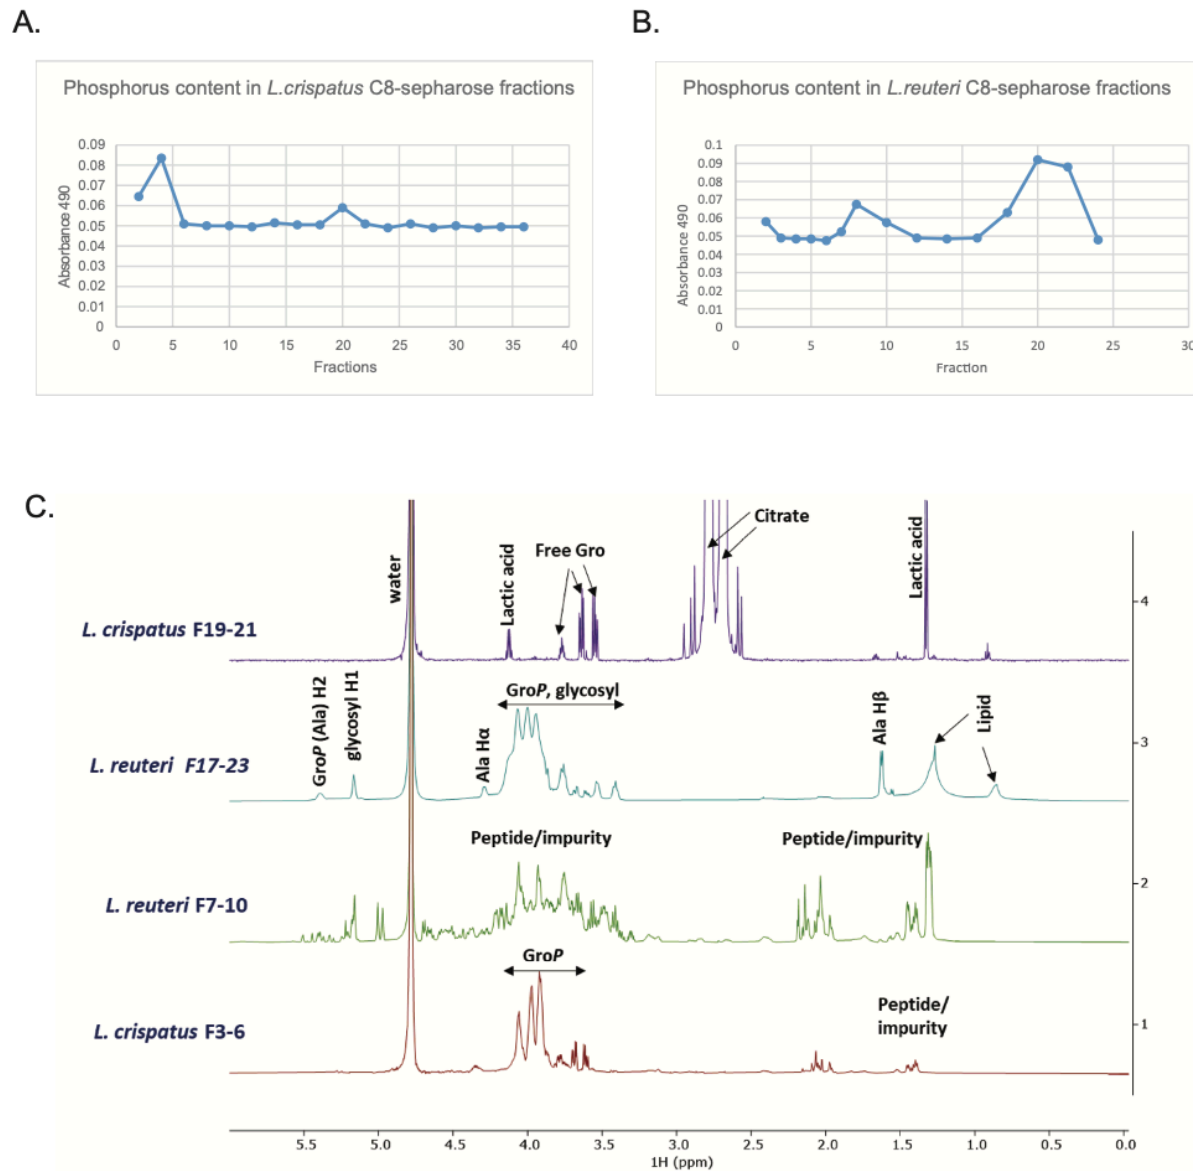 A.
Phosphorus content in L.crispatus C8-sepharose fractions
0.09
0.08
0.07
0.06
0.05
0.04
0.03
0.02
0.01
0
Absorbance 490
0 5 10 15 20 25 30 35 40
Fractions
B.
Phosphorus content in L.reuteri C8-sepharose fractions
0.1
0.09
0.08
0.07
0.06
0.05
0.04
0.03
0.02
0.01
0
Absorbance 490
0 5 10 15 20 25 30
Fraction
C.
water
Lactic acid
Free Gro
Citrate
Lactic acid
L. crispatus F19-21
4
GroP (Ala) H2
glycosyl H1
Ala Hα
GroP, glycosyl
Ala Hβ
Lipid
L. reuteri F17-23
3
Peptide/impurity
Peptide/impurity
L. reuteri F7-10
2
GroP
Peptide/
impurity
L. crispatus F3-6
1
5.5 5.0 4.5 4.0 3.5 3.0 2.5 2.0 1.5 1.0 0.5 0.0
1H (ppm)